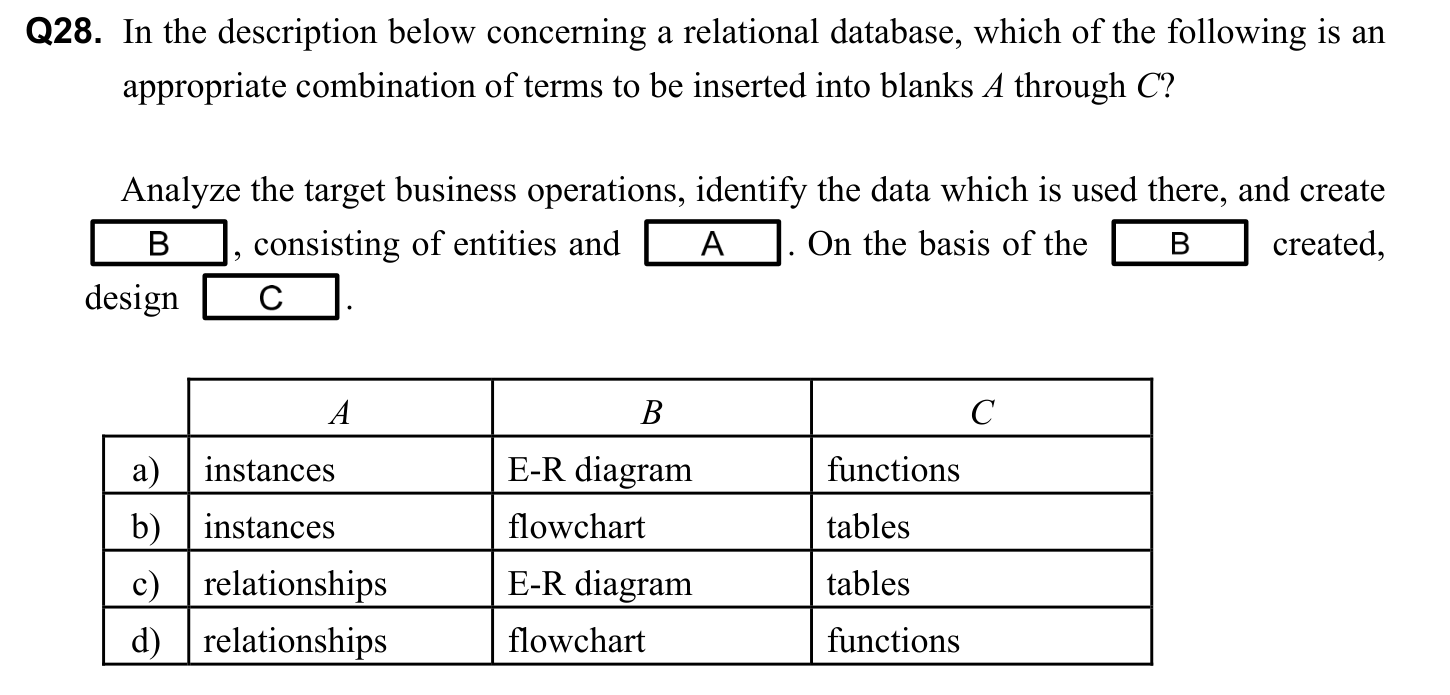 Q28. In the description below concerning a relational database, which of the following is an
appropriate combination of terms to be inserted into blanks A through C?
Analyze the target business operations, identify the data which is used there, and create
B , consisting of entities and A . On the basis of the B created,
design C .
A B C
a) instances E-R diagram functions
b) instances flowchart tables
c) relationships E-R diagram tables
d) relationships flowchart functions